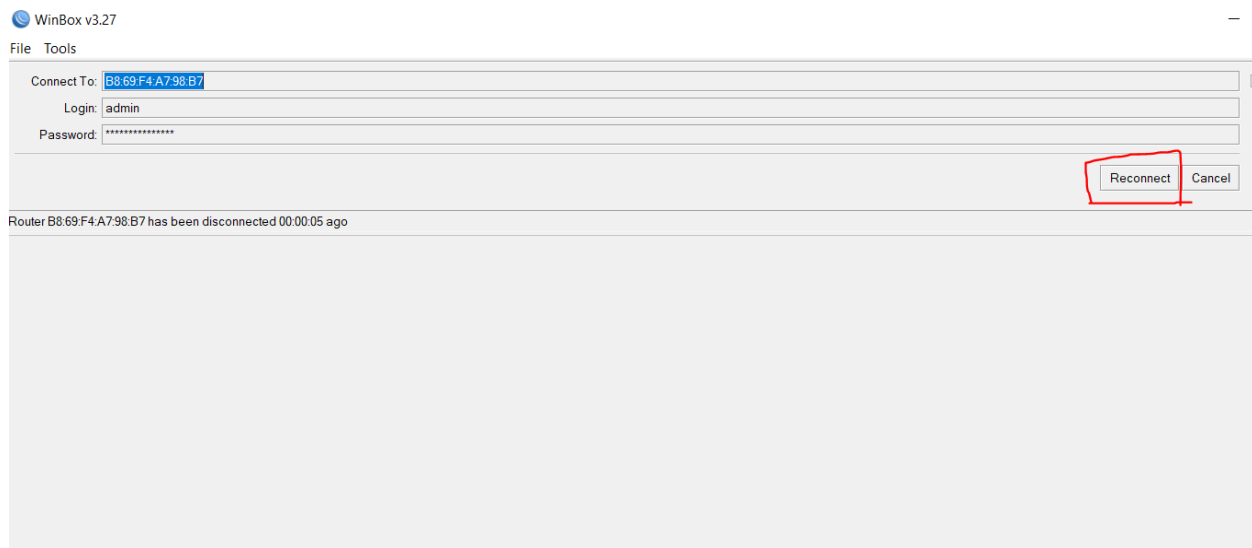 WinBox v3.27
File Tools
Connect To: B8:69:F4:A7:98:B7
Login: admin
Password: ***************
Reconnect Cancel
Router B8:69:F4:A7:98:B7 has been disconnected 00:00:05 ago